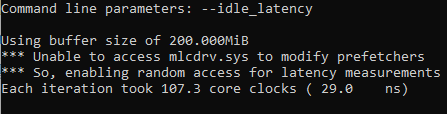 Command line parameters: --idle_latency
Using buffer size of 200.000MiB
*** Unable to access mlcdrv.sys to modify prefetchers
*** So, enabling random access for latency measurements
Each iteration took 107.3 core clocks ( 29.0    ns)